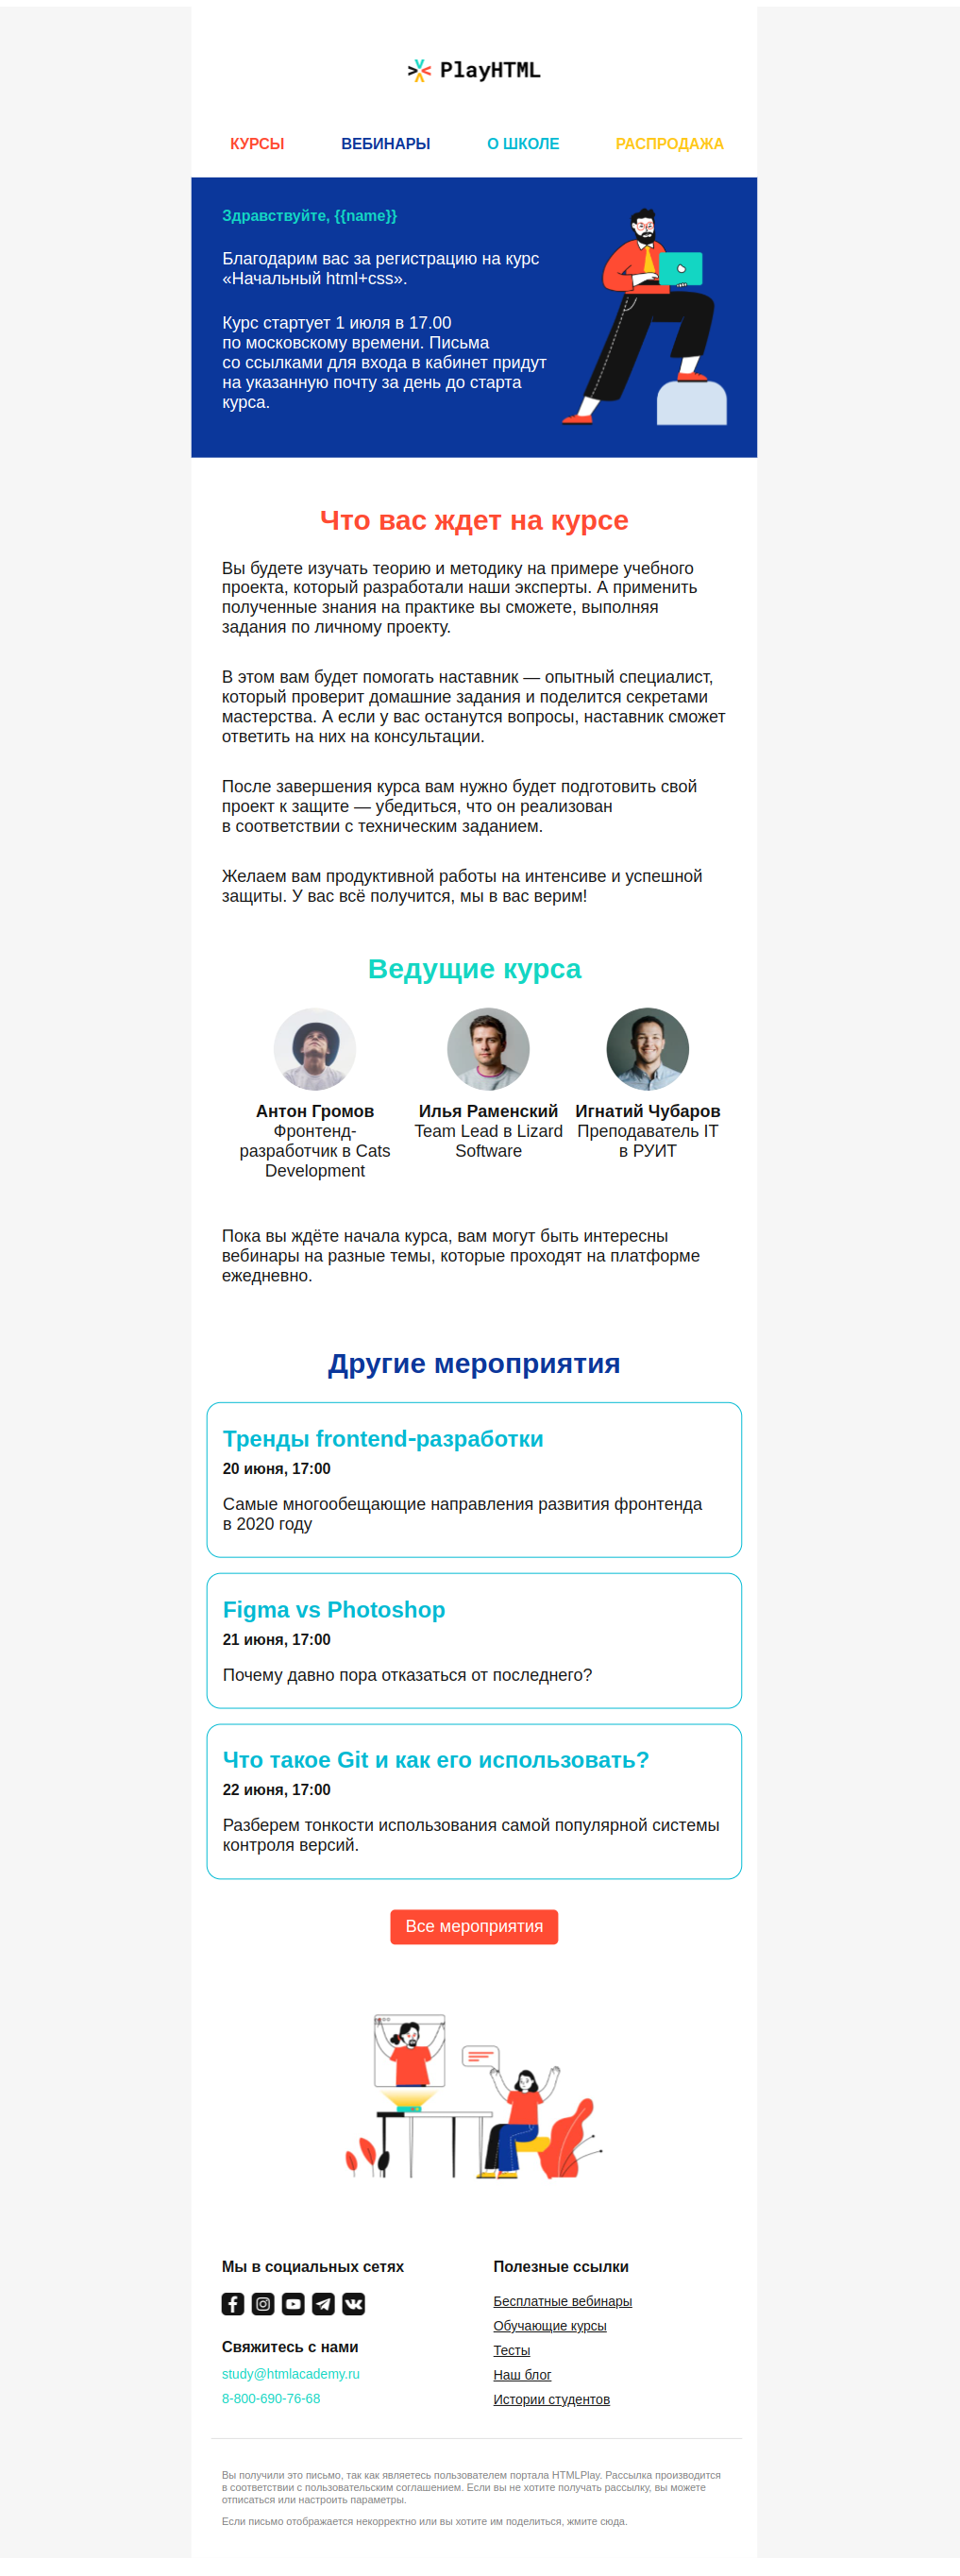 PlayHTML
КУРСЫ ВЕБИНАРЫ О ШКОЛЕ РАСПРОДАЖА
Здравствуйте, {{name}}
Благодарим вас за регистрацию на курс
«Начальный html+css».
Курс стартует 1 июля в 17.00
по московскому времени. Письма
со ссылками для входа в кабинет придут
на указанную почту за день до старта
курса.
Что вас ждет на курсе
Вы будете изучать теорию и методику на примере учебного
проекта, который разработали наши эксперты. А применить
полученные знания на практике вы сможете, выполняя
задания по личному проекту.
В этом вам будет помогать наставник — опытный специалист,
который проверит домашние задания и поделится секретами
мастерства. А если у вас останутся вопросы, наставник сможет
ответить на них на консультации.
После завершения курса вам нужно будет подготовить свой
проект к защите — убедиться, что он реализован
в соответствии с техническим заданием.
Желаем вам продуктивной работы на интенсиве и успешной
защиты. У вас всё получится, мы в вас верим!
Ведущие курса
Антон Громов
Фронтенд-
разработчик в Cats
Development
Илья Раменский
Team Lead в Lizard
Software
Игнатий Чубаров
Преподаватель IT
в РУИТ
Пока вы ждёте начала курса, вам могут быть интересны
вебинары на разные темы, которые проходят на платформе
ежедневно.
Другие мероприятия
Тренды frontend-разработки
20 июня, 17:00
Самые многообещающие направления развития фронтенда
в 2020 году
Figma vs Photoshop
21 июня, 17:00
Почему давно пора отказаться от последнего?
Что такое Git и как его использовать?
22 июня, 17:00
Разберем тонкости использования самой популярной системы
контроля версий.
Все мероприятия
Мы в социальных сетях
Свяжитесь с нами
study@htmlacademy.ru
8-800-690-76-68
Полезные ссылки
Бесплатные вебинары
Обучающие курсы
Тесты
Наш блог
Истории студентов
Вы получили это письмо, так как являетесь пользователем портала HTMLPlay. Рассылка производится
в соответствии с пользовательским соглашением. Если вы не хотите получать рассылку, вы можете
отписаться или настроить параметры.
Если письмо отображается некорректно или вы хотите им поделиться, жмите сюда.